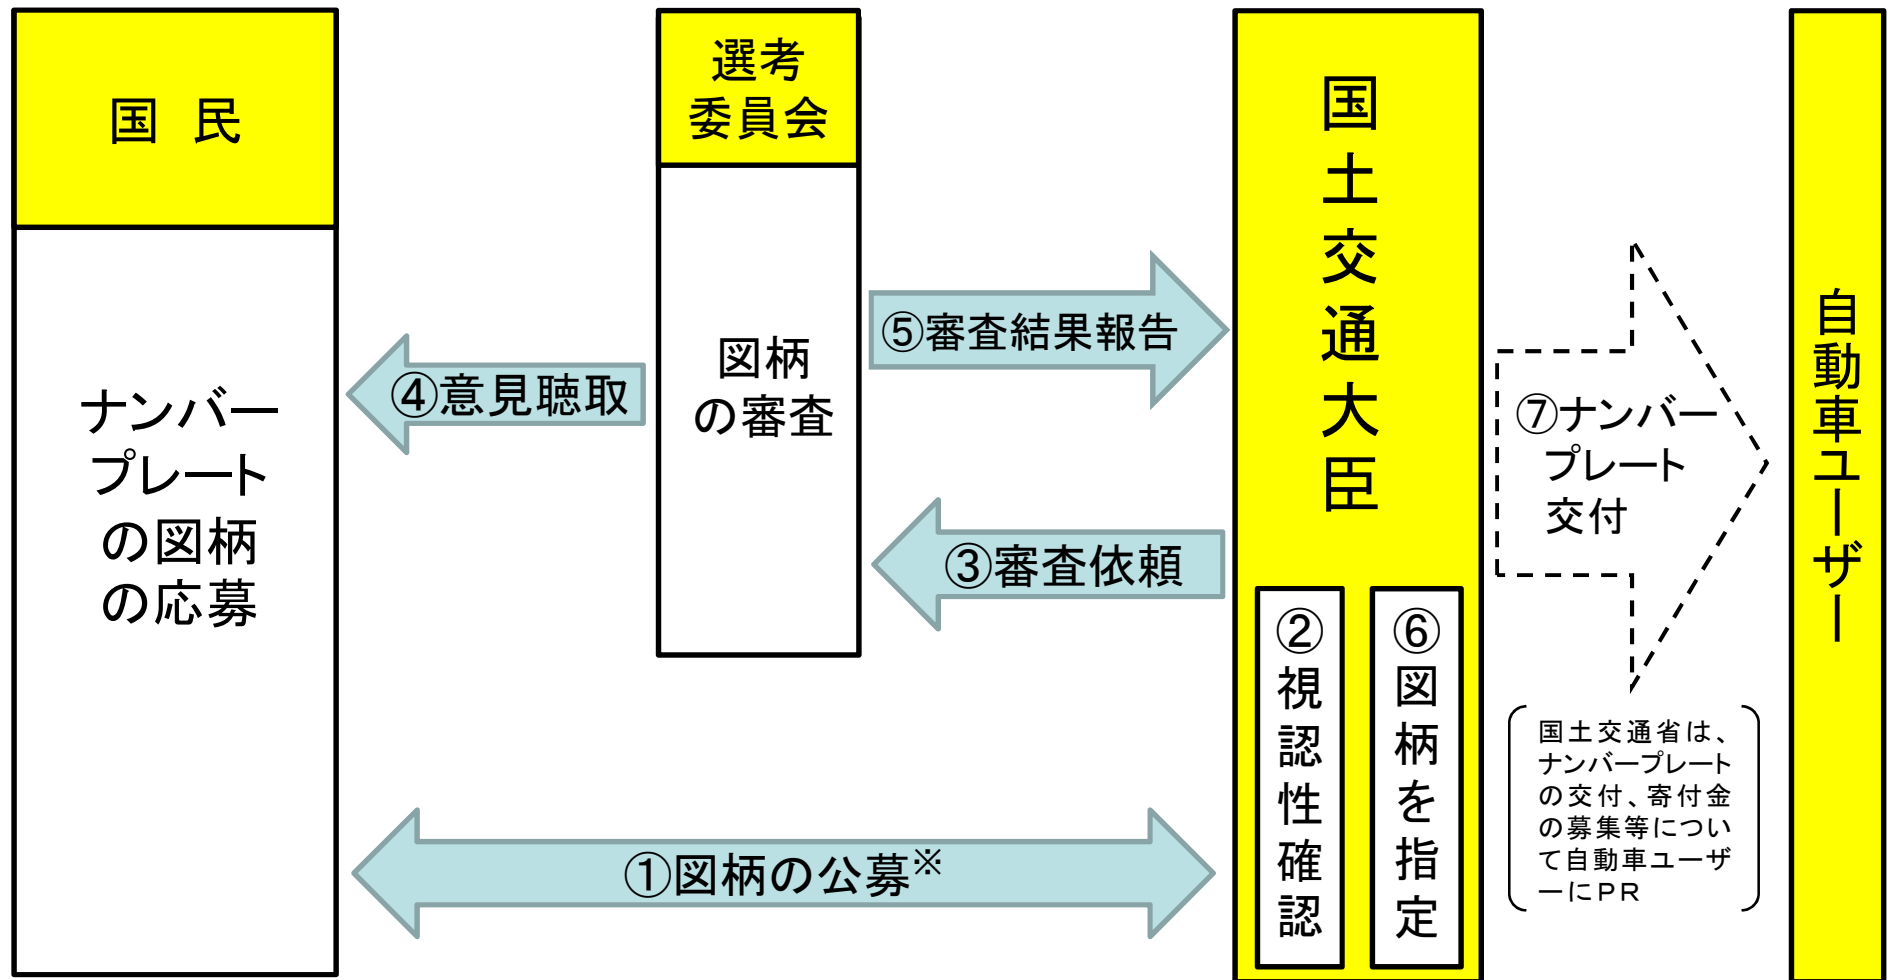 国 民
ナンバー
プレート
の図柄
の応募
選考
委員会
図柄
の審査
④意見聴取
⑤審査結果報告
③審査依頼
①図柄の公募※
国土交通大臣
②視認性確認
⑥図柄を指定
⑦ナンバー
プレート
交付
国土交通省は、
ナンバープレート
の交付、寄付金
の募集等につい
て自動車ユーザ
ーにPR
自動車ユーザー